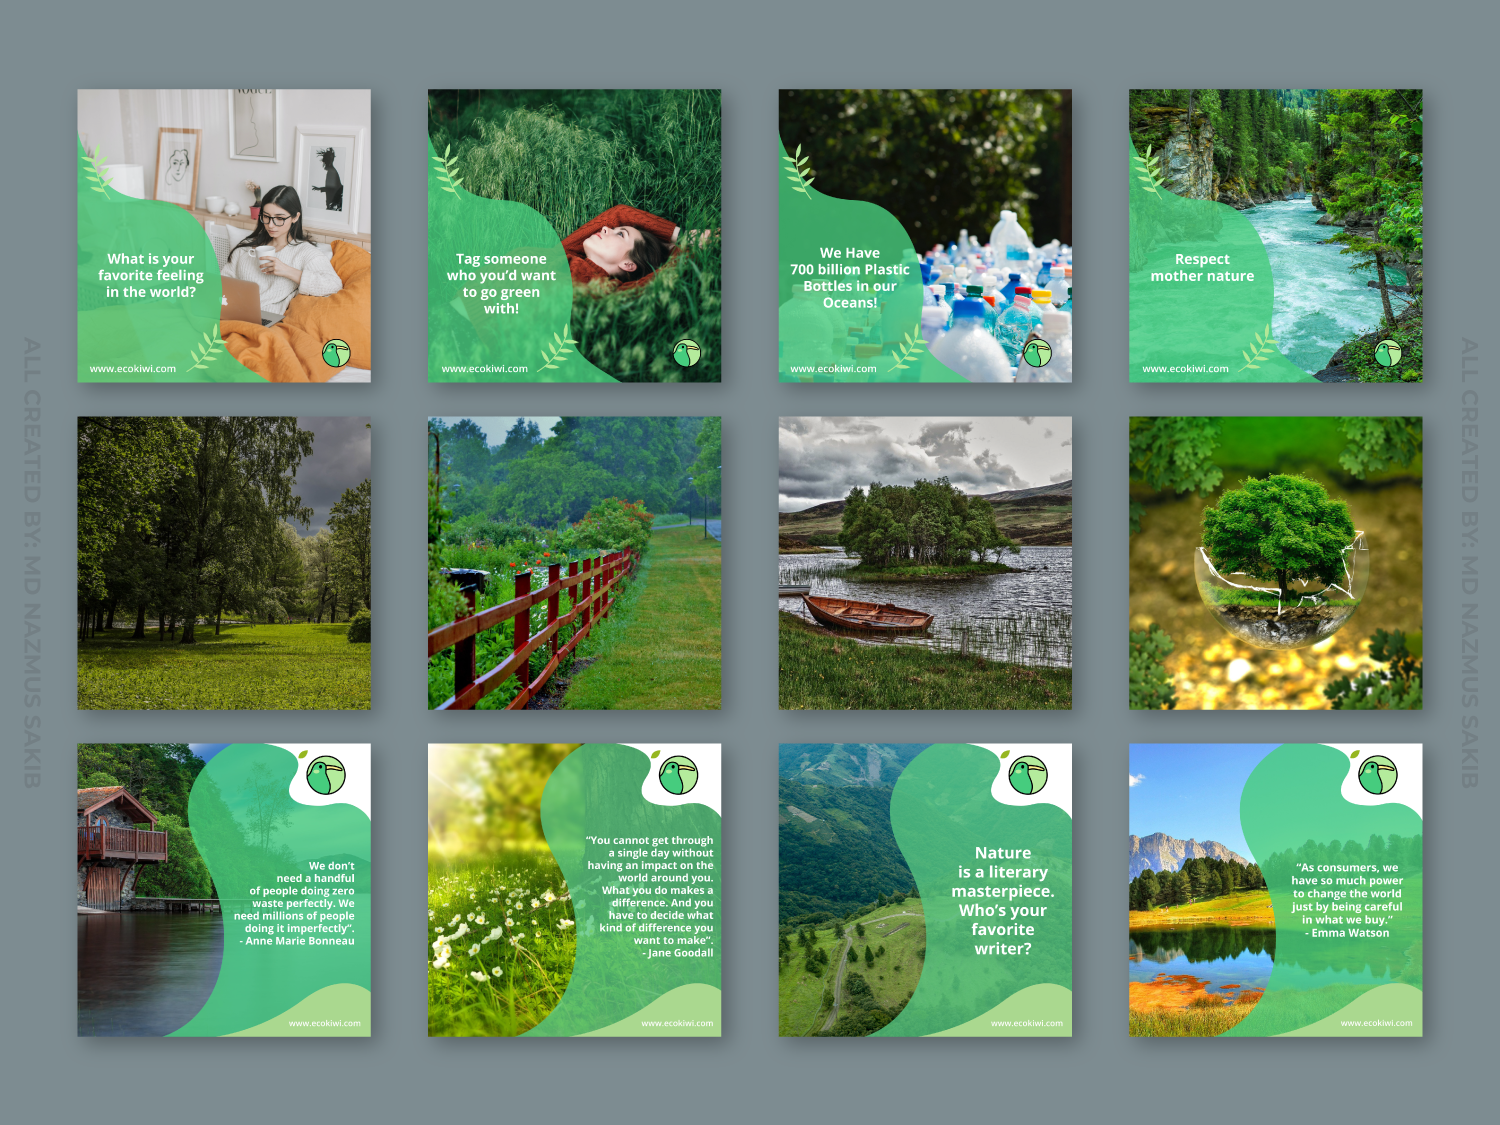 VOGUE
What is your
favorite feeling
in the world?
www.ecokiwi.com
Tag someone
who you'd want
to go green
with!
www.ecokiwi.com
We Have
700 billion Plastic
Bottles in our
Oceans!
www.ecokiwi.com
Respect
mother nature
www.ecokiwi.com
ALL CREATED BY: MD NAZMUS SAKIB
ALL CREATED BY: MD NAZMUS SAKIB
We don't
need a handful
of people doing zero
waste perfectly. We
need millions of people
doing it imperfectly”.
- Anne Marie Bonneau
www.ecokiwi.com
“You cannot get through
a single day without
having an impact on the
world around you.
What you do makes a
difference. And you
have to decide what
kind of difference you
want to make”.
- Jane Goodall
www.ecokiwi.com
Nature
is a literary
masterpiece.
Who's your
favorite
writer?
www.ecokiwi.com
“As consumers, we
have so much power
to change the world
just by being careful
in what we buy.”
- Emma Watson
www.ecokiwi.com